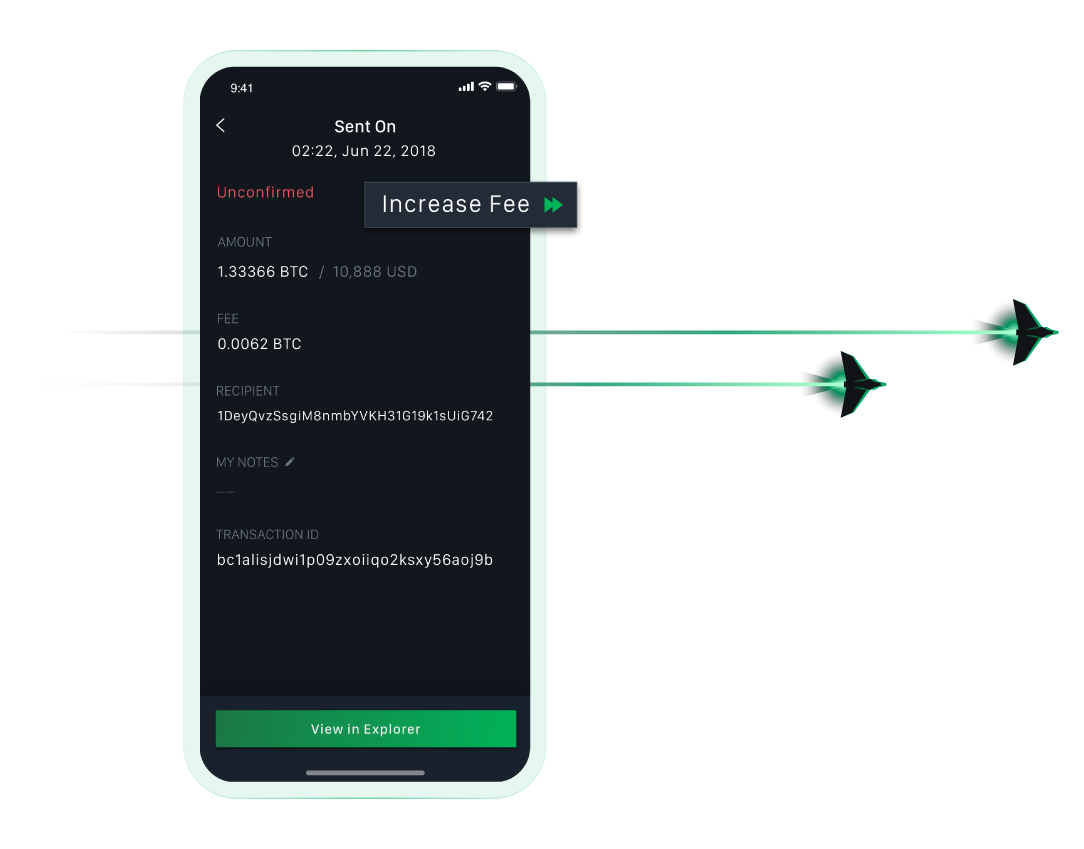 9:41
Sent On
02:22, Jun 22, 2018
Unconfirmed
Increase Fee
AMOUNT
1.33366 BTC / 10,888 USD
FEE
0.0062 BTC
RECIPIENT
1DeyQvzSsgiM8nmbYVKH31G19k1sUiG742
MY NOTES
TRANSACTION ID
bc1alisjdwi1p09zxoiiqo2ksxy56aoj9b
View in Explorer